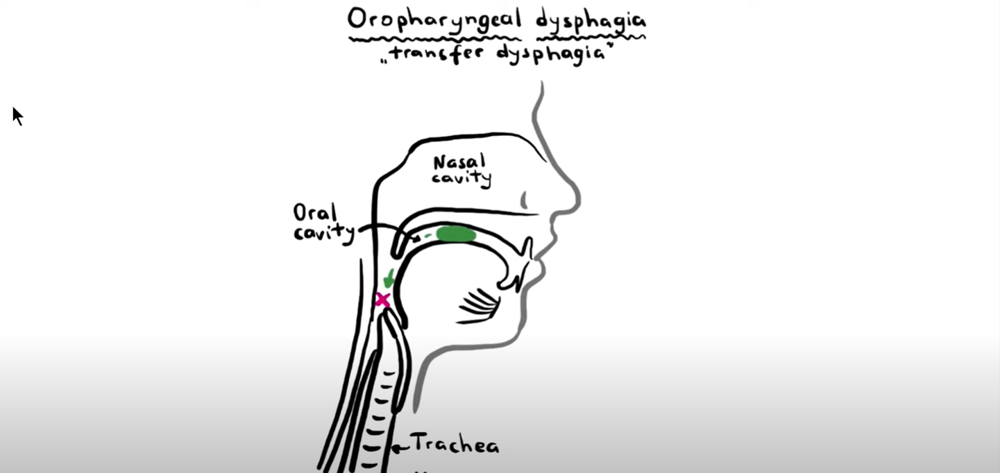 Oropharyngeal dysphagia
„transfer dysphagia”
Nasal
cavity
Oral
cavity
Trachea